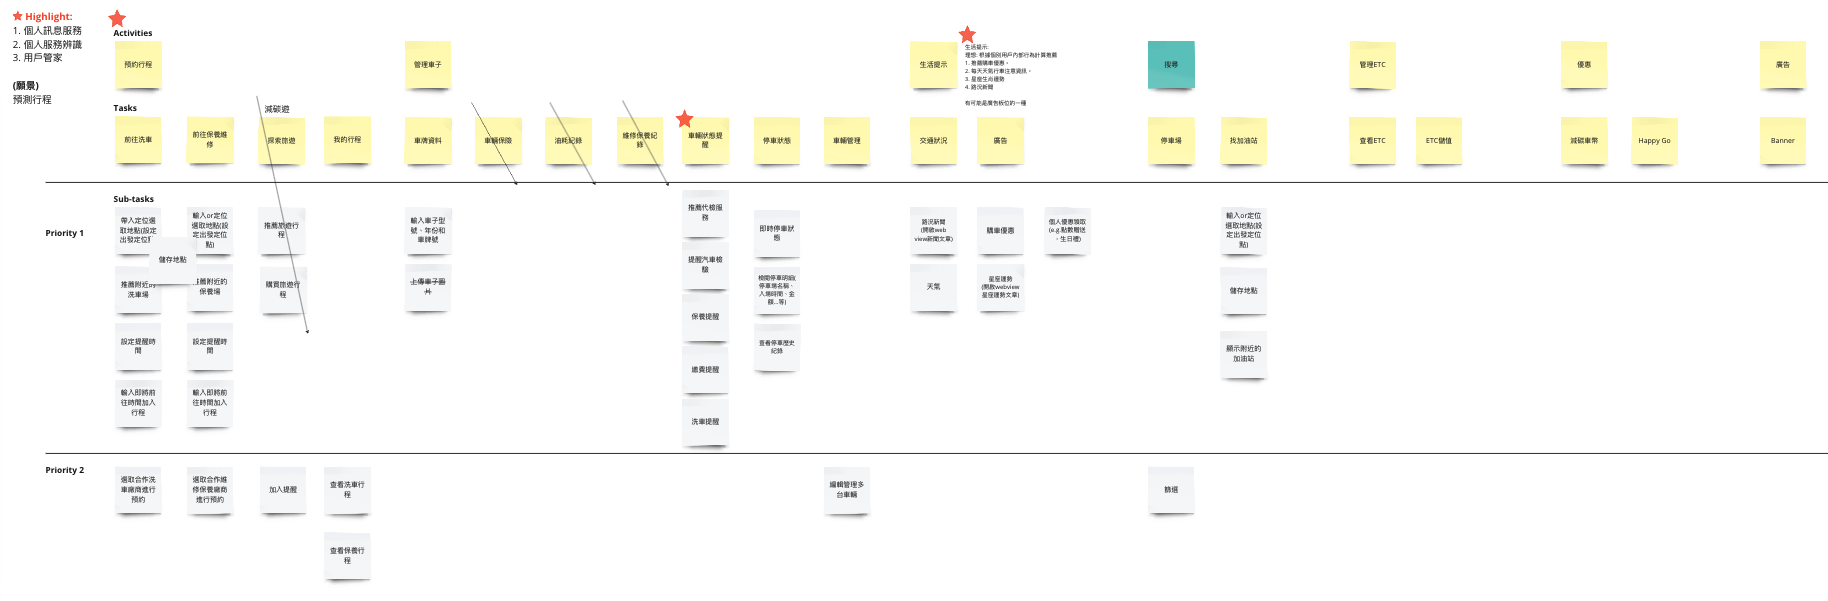 Highlight:
1. 個人訊息服務
2. 個人服務辨識
3. 用戶管家
(願景)
預測行程
Activities
預約行程
管理車子
生活提示
生活提示:
理想: 根據個別用戶內部行為計算推薦
1. 推薦購車優惠。
2. 每天天氣行車注意資訊。
3. 星座生肖運勢
4. 路況新聞
有可能是廣告板位的一種
搜尋
管理ETC
優惠
廣告
Tasks
減碳遊
前往洗車
前往保養維
修
探索旅遊
我的行程
車牌資料
車輛保險
油耗紀錄
維修保養紀
錄
車輛狀態提
醒
停車狀態
車輛管理
交通狀況
廣告
停車場
找加油站
查看ETC
ETC儲值
減碳車幣
Happy Go
Banner
Sub-tasks
Priority 1
帶入定位選
取地點(設定
出發定位
儲存地點
推薦附近
洗車場
設定提醒時
間
輸入即將前
往時間加入
行程
輸入or定位
選取地點(設
定出發定位
點)
薦附近的
保養場
設定提醒時
間
輸入即將前
往時間加入
行程
推薦旅遊行
程
購買旅遊行
程
輸入車子型
號、年份和
車牌號
上傳車子圖
片
推薦代檢服
務
提醒汽車檢
驗
保養提醒
繳費提醒
洗車提醒
即時停車狀
態
檢閱停車明細(
停車場名稱、
入場時間、金
額...等)
查看停車歷史
紀錄
路況新聞
(開啟web
view新聞文章)
天氣
購車優惠
星座運勢
(開啟webview
星座運勢文章)
個人優惠領取
(e.g.點數贈送
、生日禮)
輸入or定位
選取地點(設
定出發定位
點)
儲存地點
顯示附近的
加油站
Priority 2
選取合作洗
車廠商進行
預約
選取合作維
修保養廠商
進行預約
加入提醒
查看洗車行
程
查看保養行
程
編輯管理多
台車輛
篩選